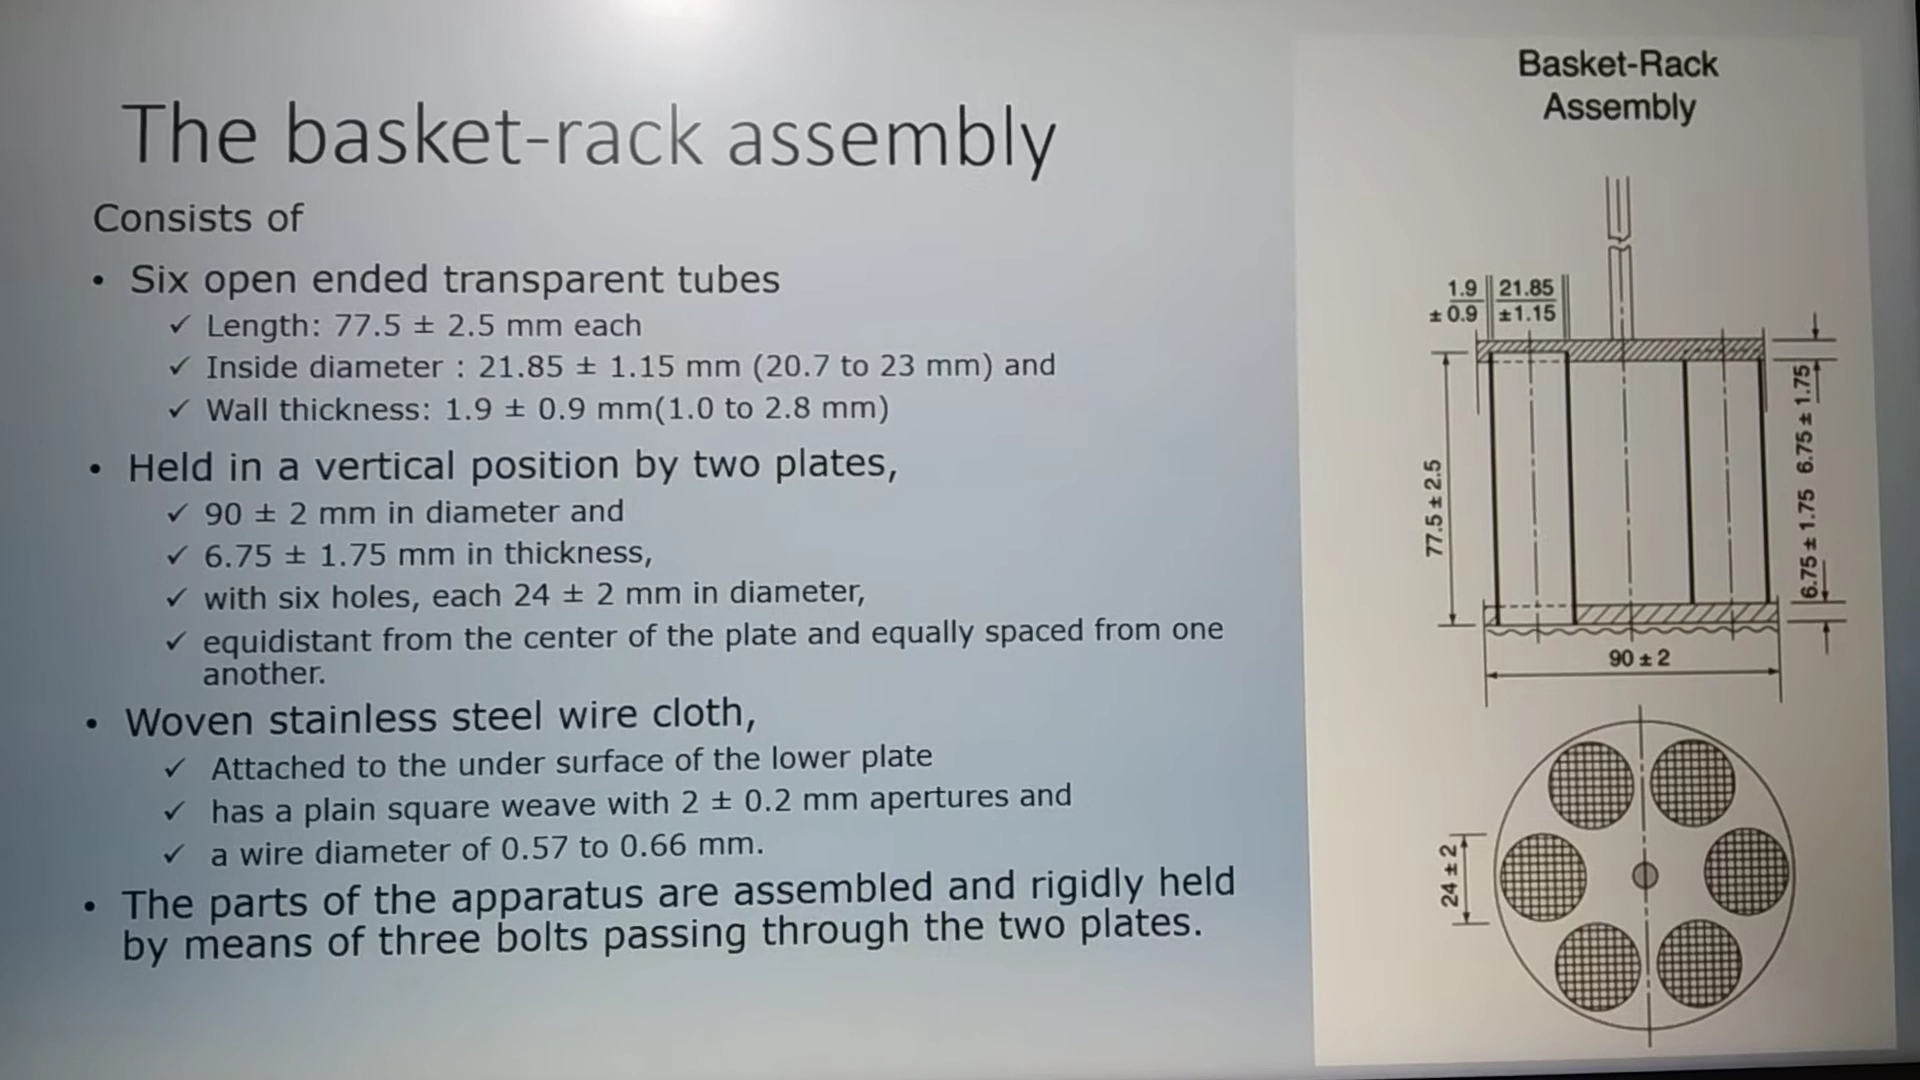 The basket-rack assembly
Consists of
• Six open ended transparent tubes
✓ Length: 77.5 ± 2.5 mm each
✓ Inside diameter : 21.85 ± 1.15 mm (20.7 to 23 mm) and
✓ Wall thickness: 1.9 ± 0.9 mm(1.0 to 2.8 mm)
• Held in a vertical position by two plates,
✓ 90 ± 2 mm in diameter and
✓ 6.75 ± 1.75 mm in thickness,
✓ with six holes, each 24 ± 2 mm in diameter,
✓ equidistant from the center of the plate and equally spaced from one
another.
• Woven stainless steel wire cloth,
✓ Attached to the under surface of the lower plate
✓ has a plain square weave with 2 ± 0.2 mm apertures and
✓ a wire diameter of 0.57 to 0.66 mm.
• The parts of the apparatus are assembled and rigidly held
by means of three bolts passing through the two plates.
Basket-Rack
Assembly
1.9
± 0.9
21.85
±1.15
77.5 ± 2.5
6.75 ± 1.75
6.75 ± 1.75
90 ± 2
24 ± 2